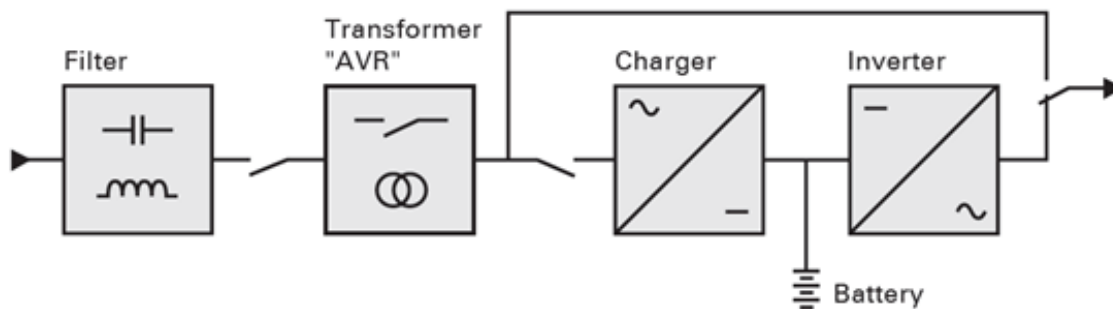 Transformer
"AVR"
Filter
Charger
Inverter
Battery